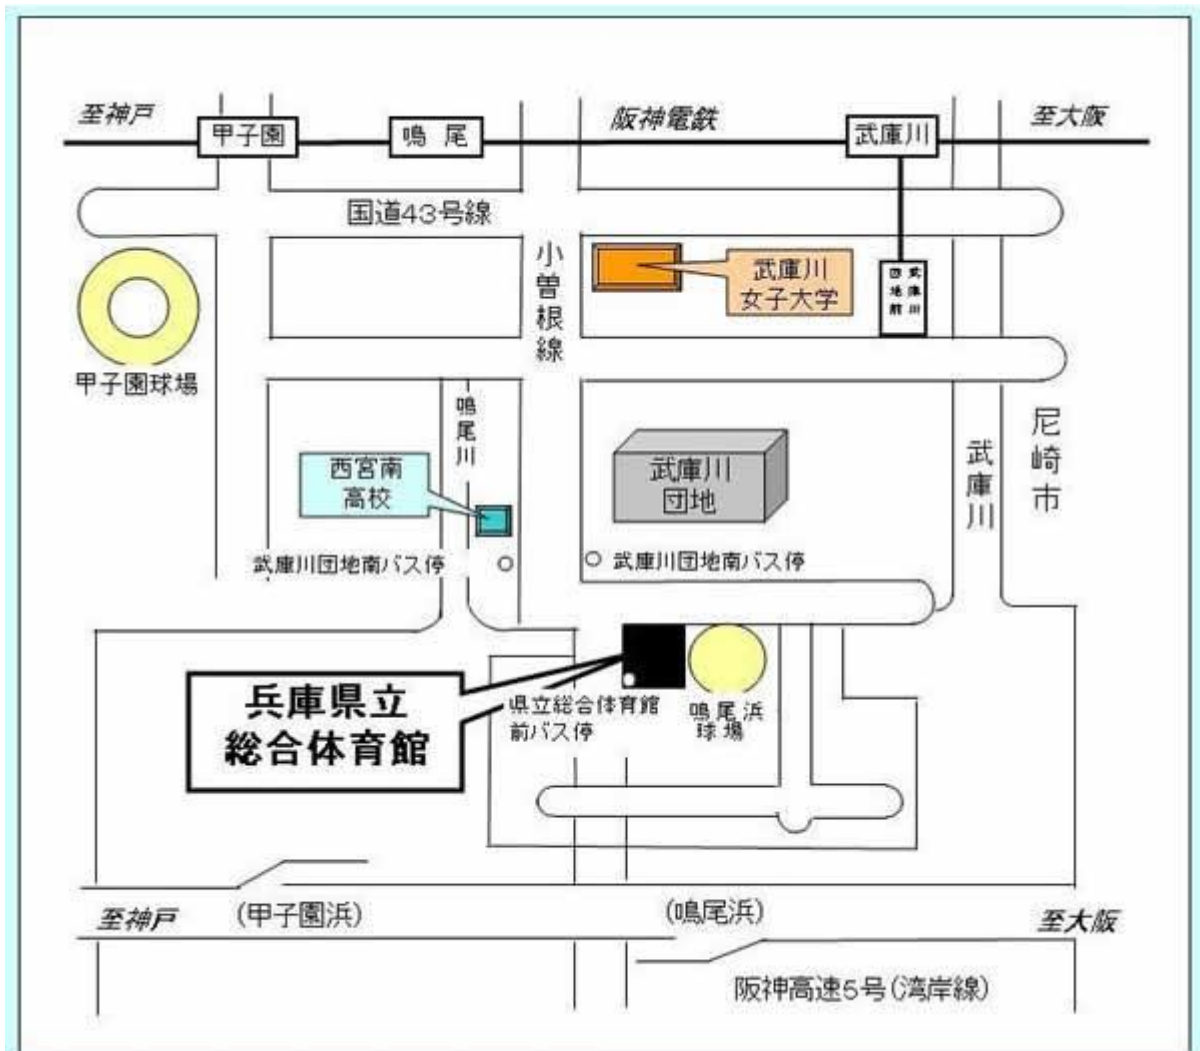 至神戸
甲子園
鳴尾
阪神電鉄
武庫川
至大阪
国道43号線
小曽根線
武庫川
女子大学
武庫川
団地前
甲子園球場
鳴尾川
西宮南
高校
武庫川
団地
武庫川
尼崎市
武庫川団地南バス停
武庫川団地南バス停
兵庫県立
総合体育館
県立総合体育館
前バス停
鳴尾浜
球場
至神戸
(甲子園浜)
(鳴尾浜)
至大阪
阪神高速5号(湾岸線)